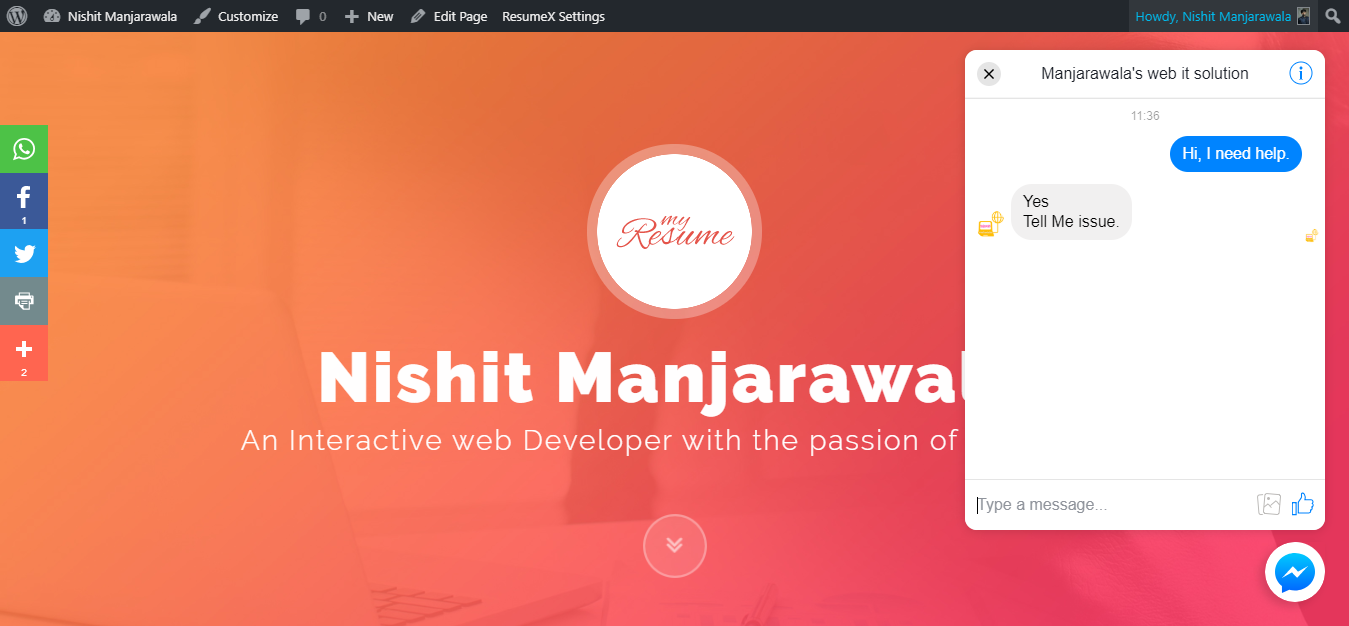 Nishit Manjarawala
Customize
0
New
Edit Page
ResumeX Settings
Howdy, Nishit Manjarawala
1
2
my
Resume
Nishit Manjarawal
An Interactive web Developer with the passion of
Manjarawala's web it solution
11:36
Hi, I need help.
Yes
Tell Me issue.
Type a message...